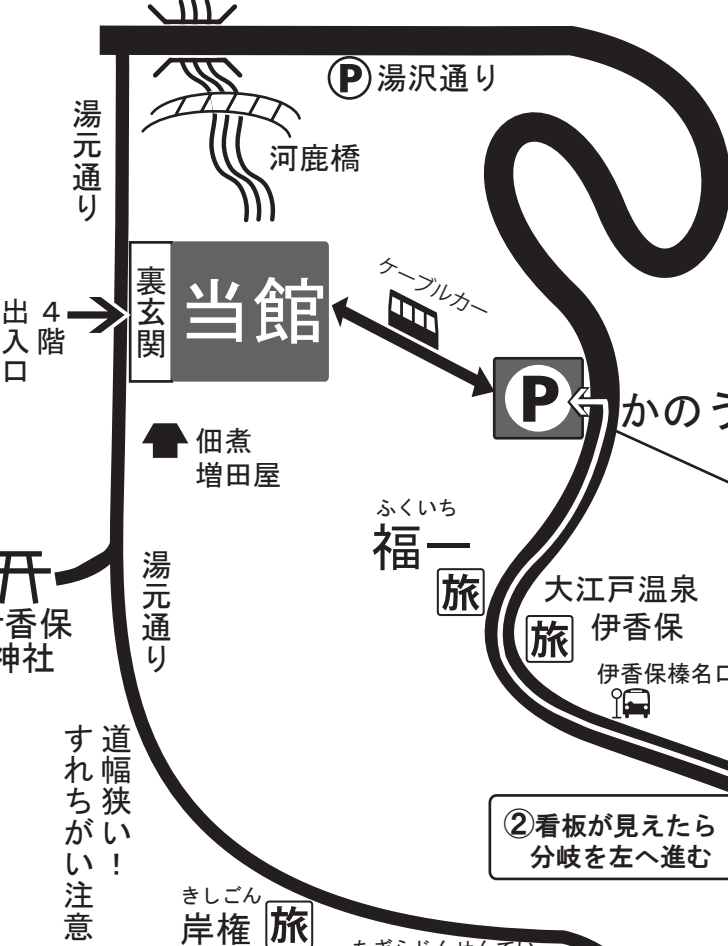 Ⓟ湯沢通り
湯元通り
河鹿橋
ケーブルカー
裏玄関
当館
4階
出入口
P
かのう
佃煮
増田屋
ふくいち
福一
旅
湯元通り
大江戸温泉
伊香保
旅
香保
神社
伊香保榛名口
道幅狭い！
すれちがい注意
②看板が見えたら
分岐を左へ進む
きしごん
岸権
旅